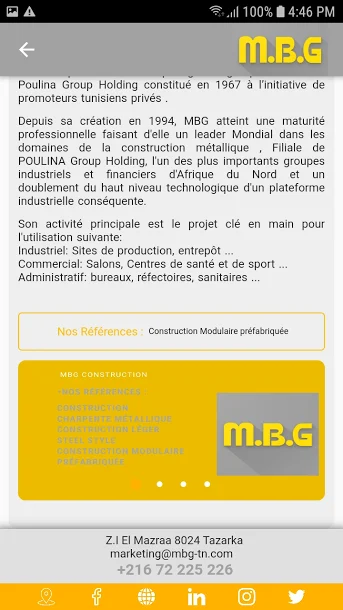 100% 4:46 PM
M.B.G
Poulina Group Holding constitué en 1967 à l'initiative de
promoteurs tunisiens privés .
Depuis sa création en 1994, MBG atteint une maturité
professionnelle faisant d'elle un leader Mondial dans les
domaines de la construction métallique , Filiale de
POULINA Group Holding, l'un des plus importants groupes
industriels et financiers d'Afrique du Nord et un
doublement du haut niveau technologique d'un plateforme
industrielle conséquente.
Son activité principale est le projet clé en main pour
l'utilisation suivante:
Industriel: Sites de production, entrepôt ...
Commercial: Salons, Centres de santé et de sport ...
Administratif: bureaux, réfectoires, sanitaires ...
Nos Références : Construction Modulaire préfabriquée
MBG CONSTRUCTION
-NOS RÉFÉRENCES
CONSTRUCTION
CHARPENTE MÉTALLIQUE
CONSTRUCTION LÉGER
STEEL STYLE
CONSTRUCTION MODULAIRE
PRÉFABRIQUÉE
M.B.G
Z.I El Mazraa 8024 Tazarka
marketing@mbg-tn.com
+216 72 225 226